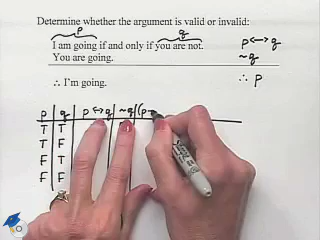 Determine whether the argument is valid or invalid:
p q
I am going if and only if you are not. p ↔ q
You are going. ~q
∴ I'm going. ∴ p
p q p ↔ q ~q (p
T T
T F
F T
F F